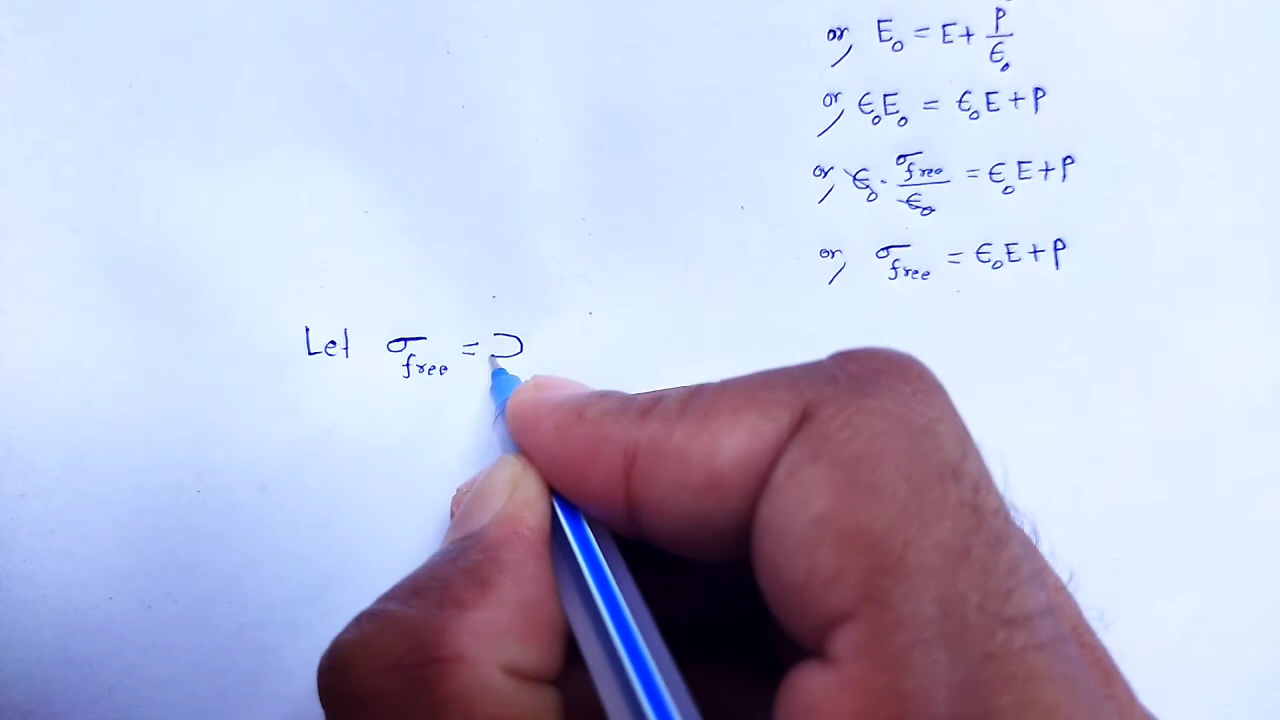 or, E₀ = E + P/ϵ₀
or, ϵ₀E₀ = ϵ₀E + P
or, ϵ₀ · σfree/ϵ₀ = ϵ₀E + P
or, σfree = ϵ₀E + P
Let σfree =